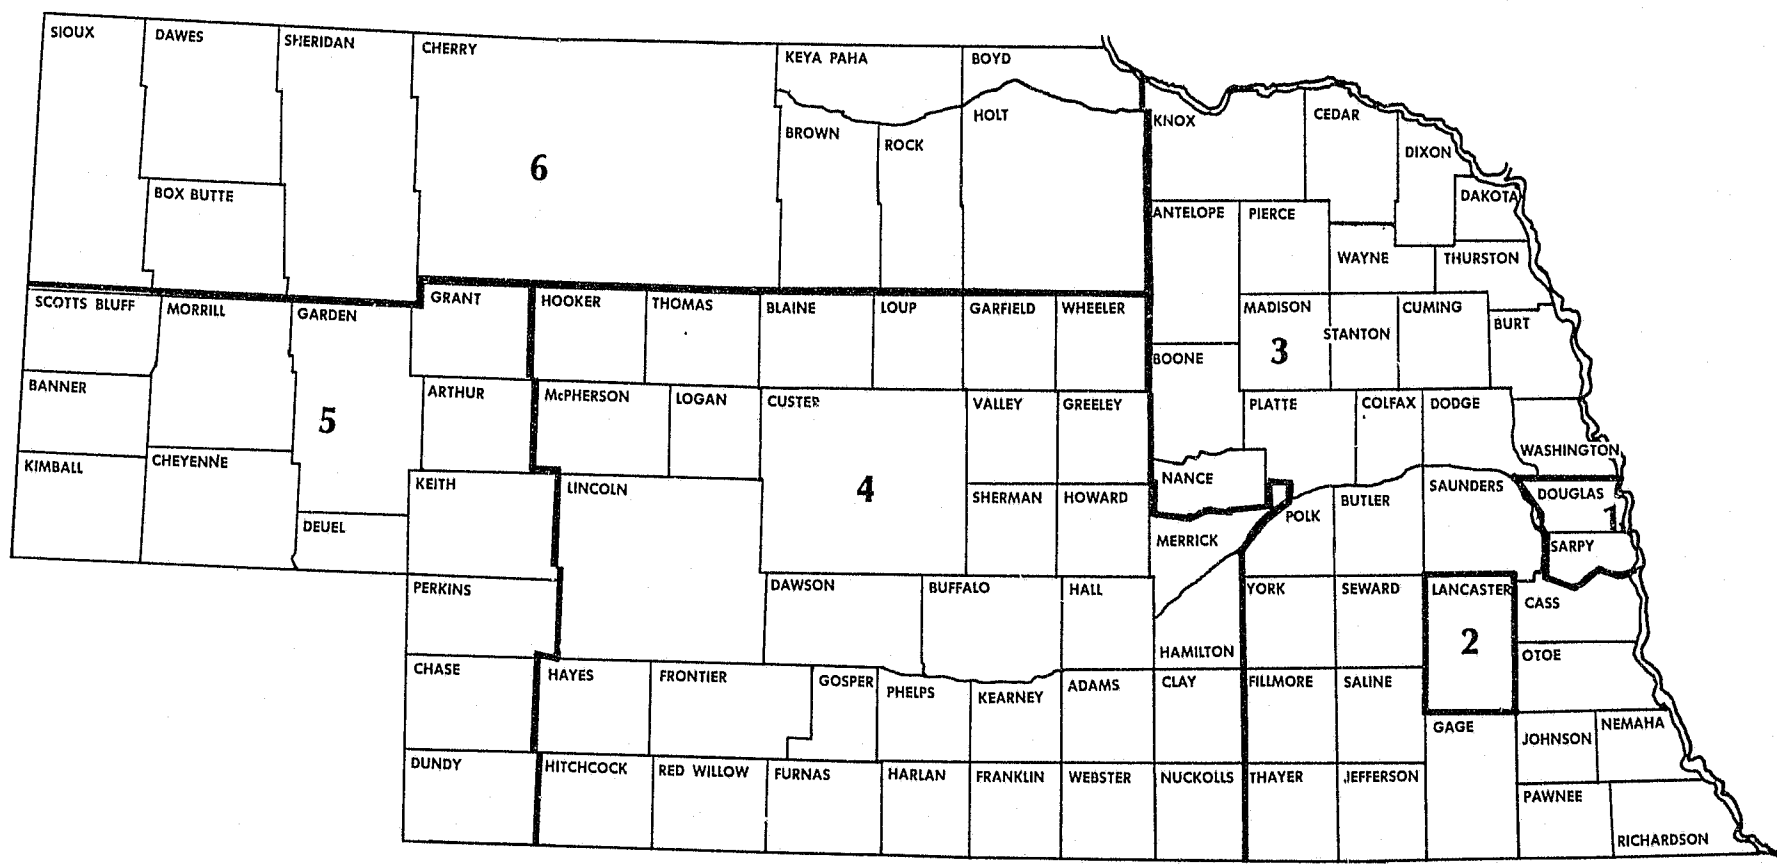 SIOUX
DAWES
SHERIDAN
CHERRY
KEYA PAHA
BOYD
HOLT
BROWN
ROCK
KNOX
CEDAR
DIXON
DAKOTA
6
BOX BUTTE
ANTELOPE
PIERCE
WAYNE
THURSTON
SCOTTS BLUFF
MORRILL
GARDEN
GRANT
HOOKER
THOMAS
BLAINE
LOUP
GARFIELD
WHEELER
MADISON
STANTON
CUMING
BURT
BOONE
3
BANNER
5
ARTHUR
McPHERSON
LOGAN
CUSTER
VALLEY
GREELEY
PLATTE
COLFAX
DODGE
WASHINGTON
KIMBALL
CHEYENNE
KEITH
LINCOLN
4
SHERMAN
HOWARD
NANCE
POLK
BUTLER
SAUNDERS
DOUGLAS
1
DEUEL
MERRICK
SARPY
PERKINS
DAWSON
BUFFALO
HALL
YORK
SEWARD
LANCASTER
CASS
2
HAMILTON
OTOE
CHASE
HAYES
FRONTIER
GOSPER
PHELPS
KEARNEY
ADAMS
CLAY
FILLMORE
SALINE
GAGE
JOHNSON
NEMAHA
DUNDY
HITCHCOCK
RED WILLOW
FURNAS
HARLAN
FRANKLIN
WEBSTER
NUCKOLLS
THAYER
JEFFERSON
PAWNEE
RICHARDSON